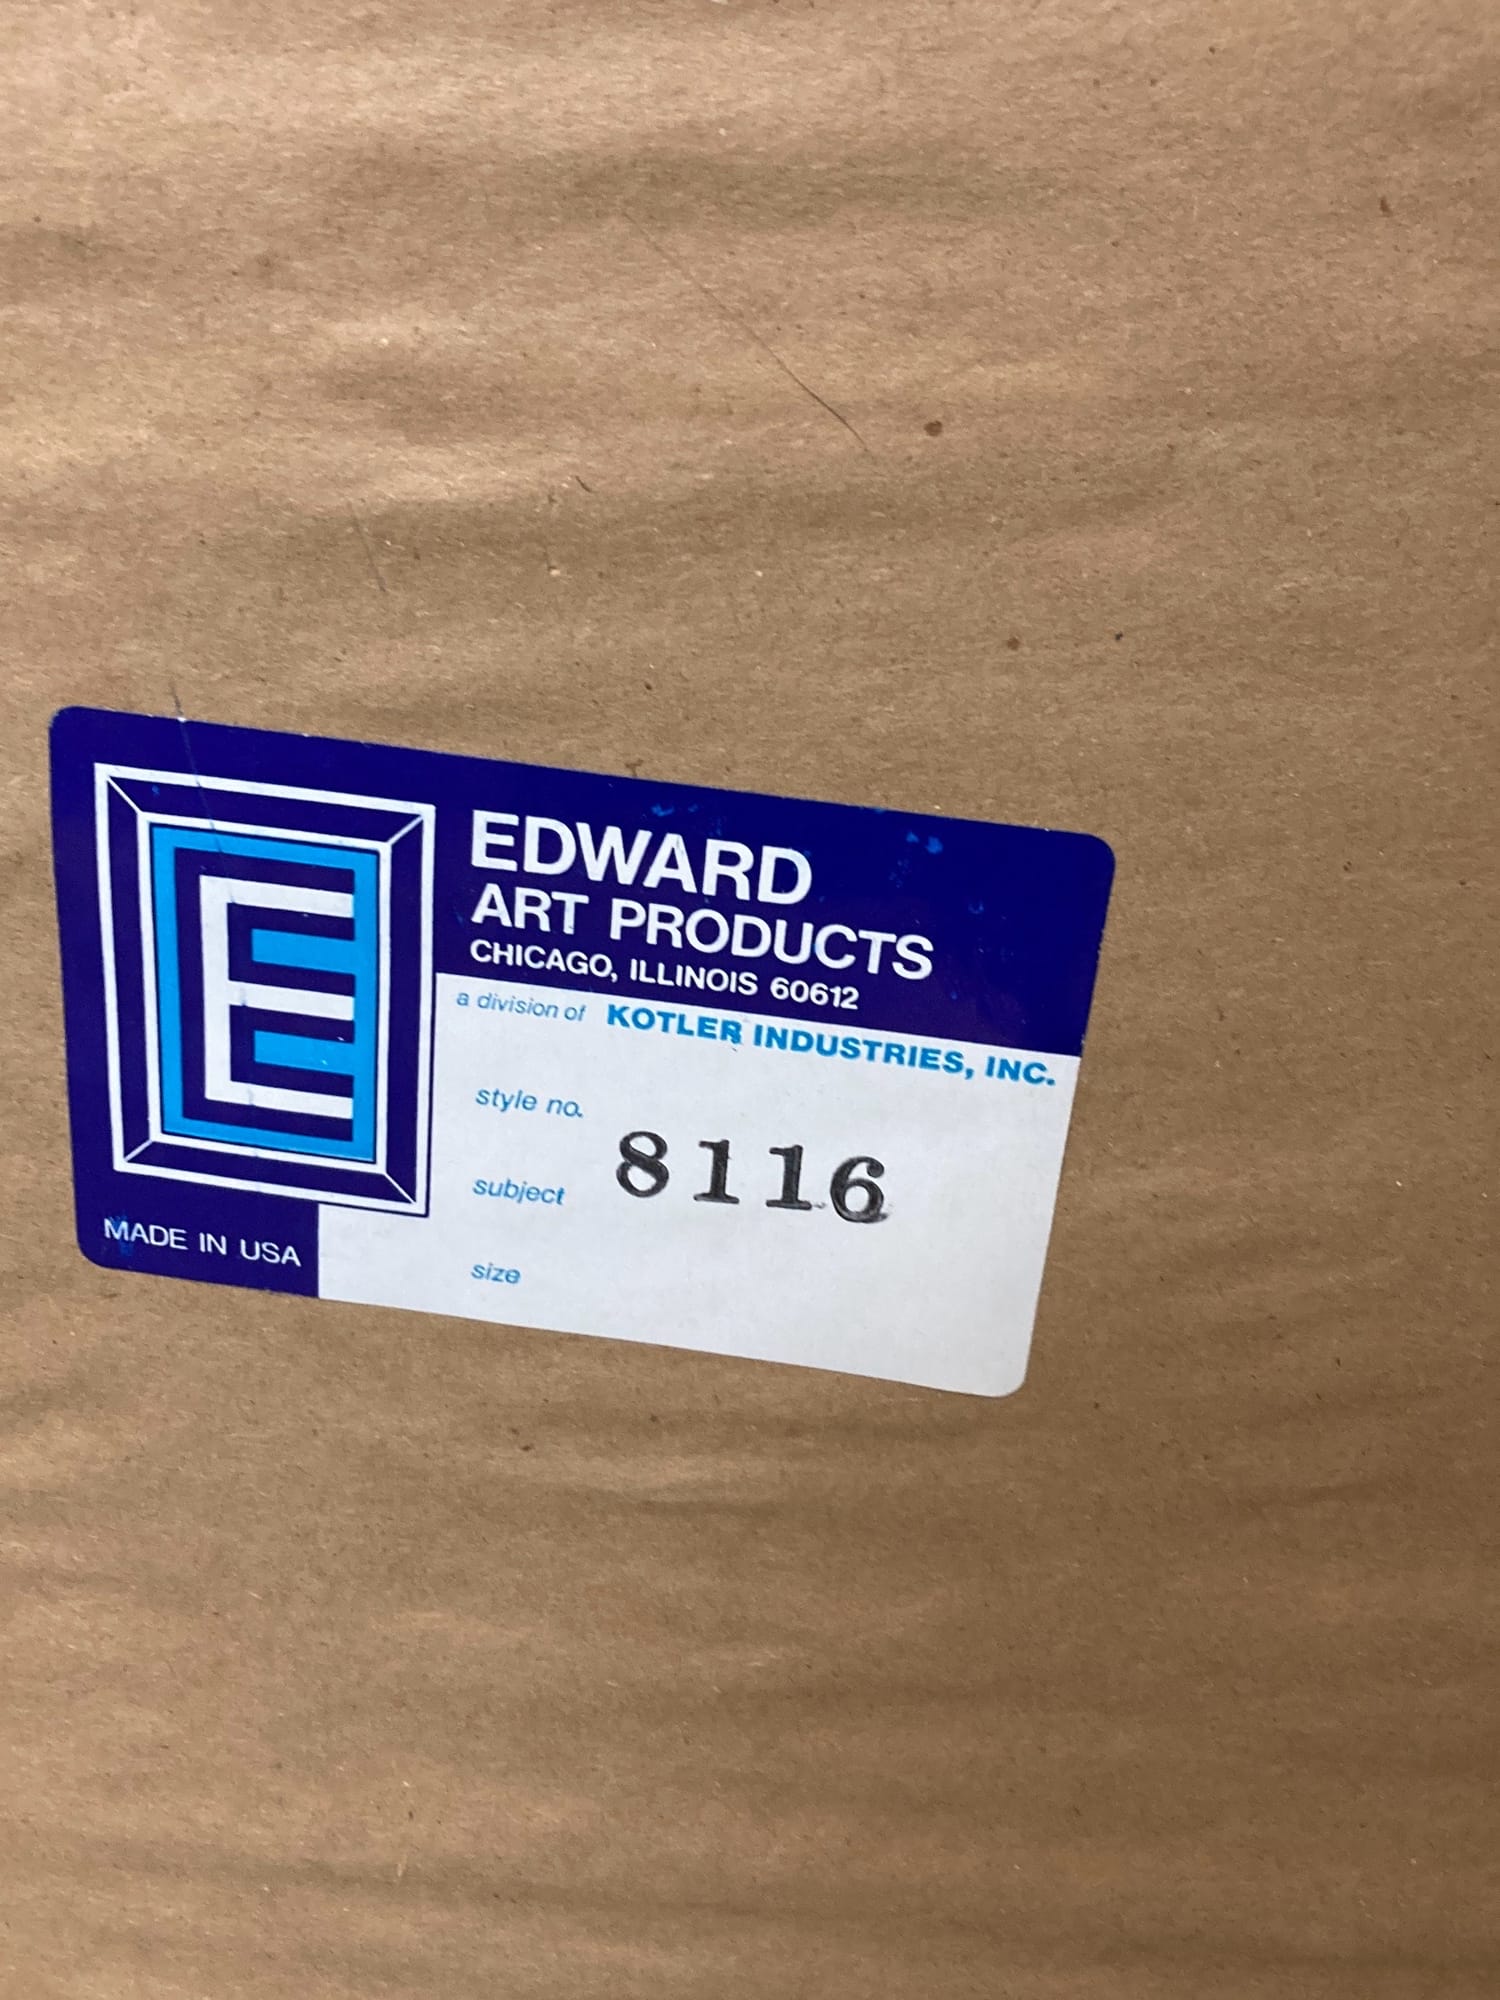 E
EDWARD
ART PRODUCTS
CHICAGO, ILLINOIS 60612
a division of KOTLER INDUSTRIES, INC.
style no.
8116
subject
size
MADE IN USA